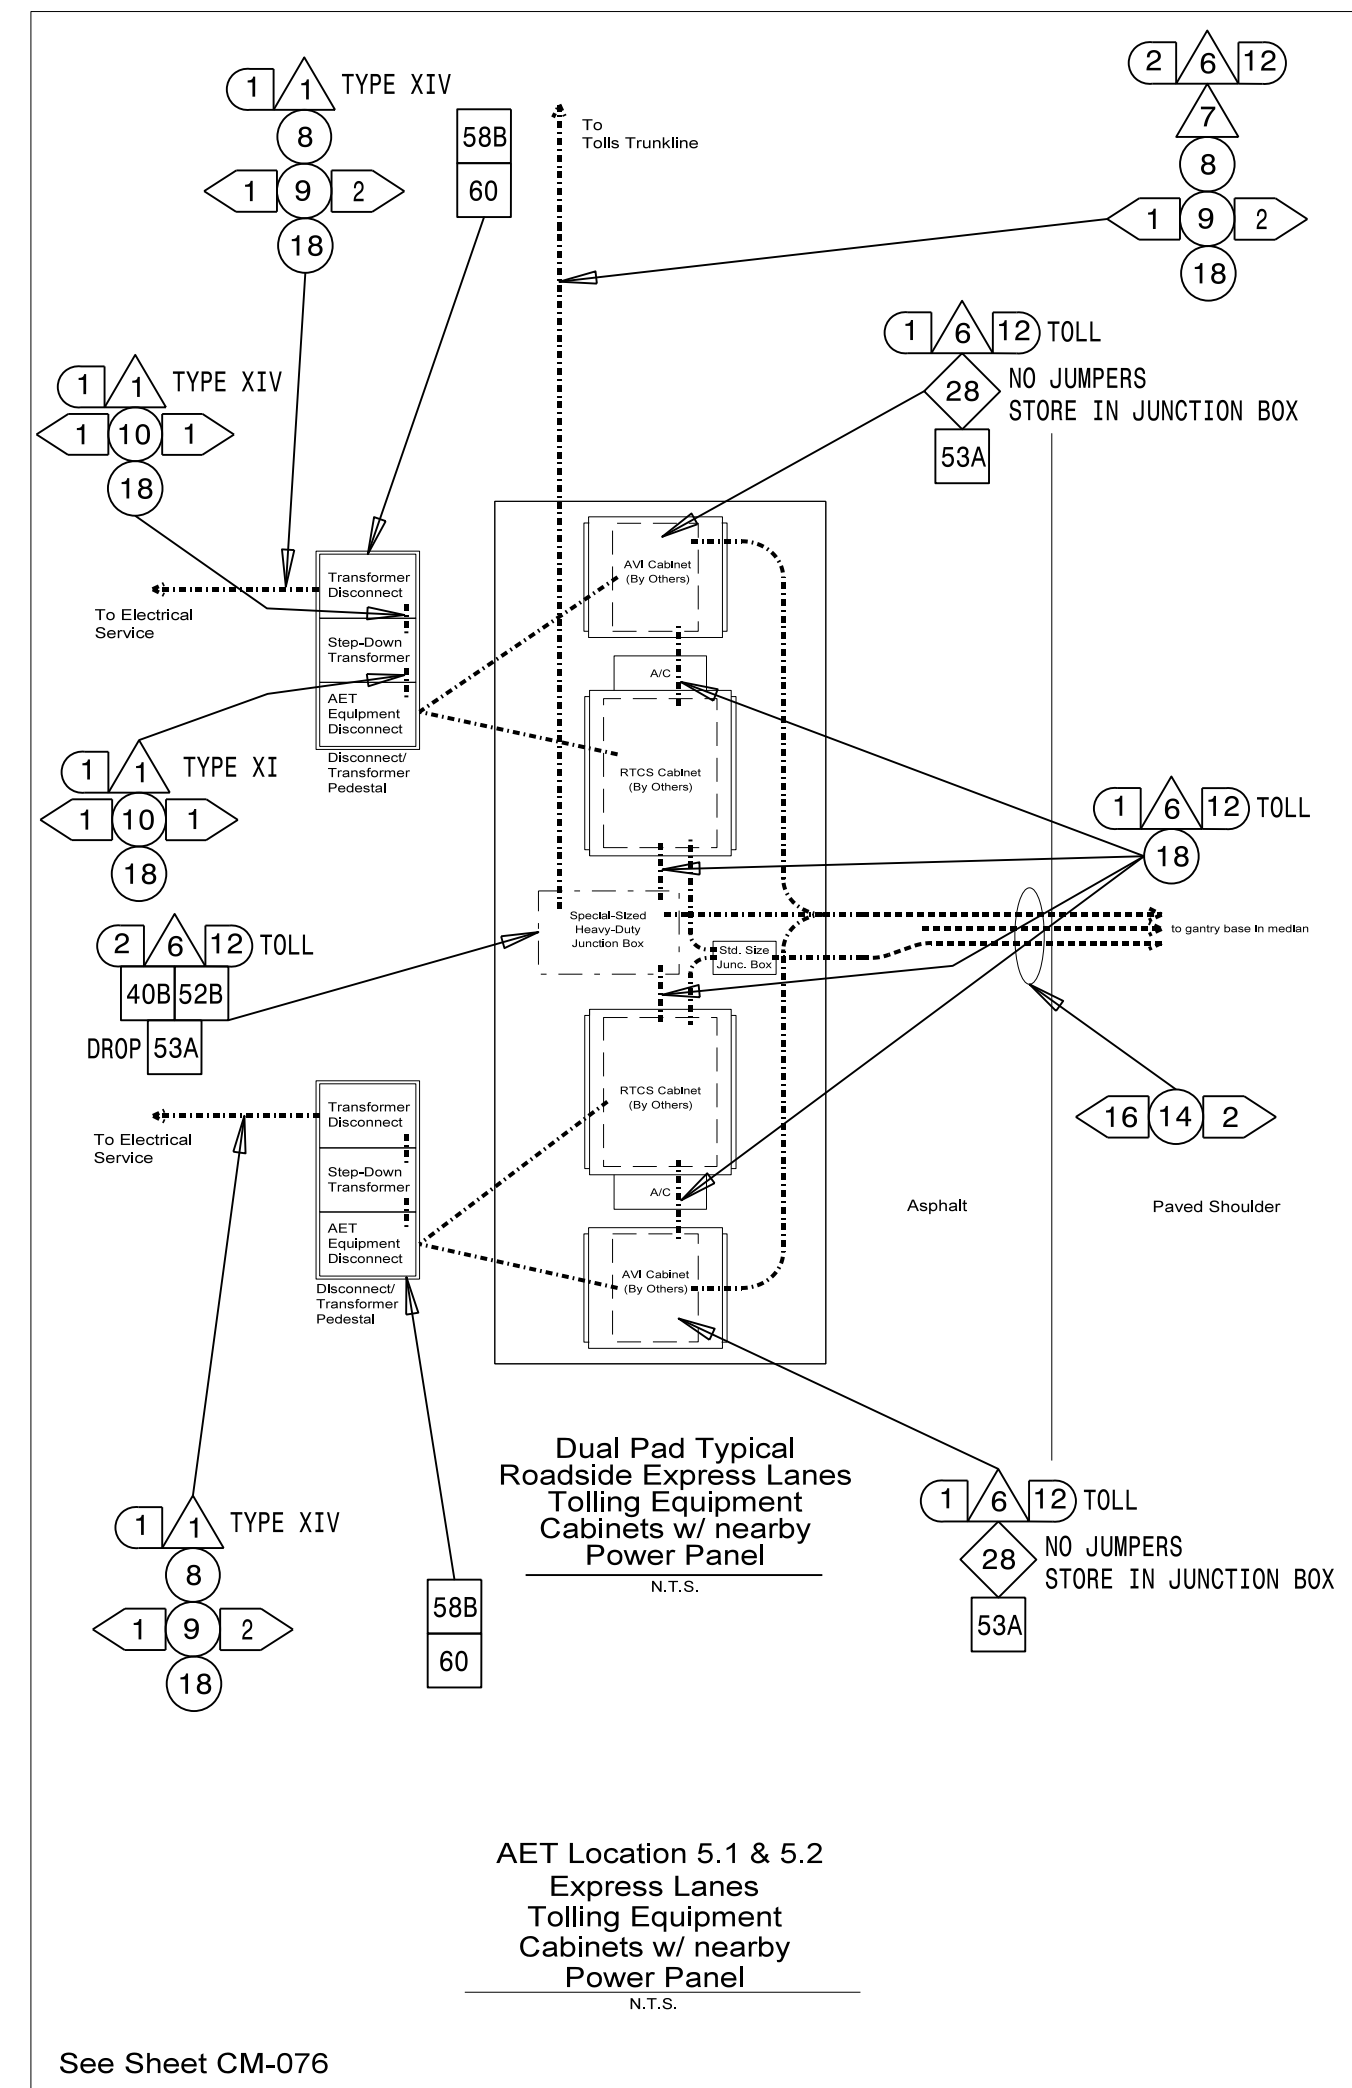 1 1 TYPE XIV
8
1 9 2
18
58B
60
To
Tolls Trunkline
2 6 12
7
8
1 9 2
18
1 6 12 TOLL
28 NO JUMPERS
STORE IN JUNCTION BOX
53A
1 1 TYPE XIV
1 10 1
18
Transformer
Disconnect
To Electrical
Service
Step-Down
Transformer
AET
Equipment
Disconnect
Disconnect/
Transformer
Pedestal
AVI Cabinet
(By Others)
A/C
RTCS Cabinet
(By Others)
1 1 TYPE XI
1 10 1
18
1 6 12 TOLL
18
Special-Sized
Heavy-Duty
Junction Box
Std. Size
Junc. Box
to gantry base in median
2 6 12 TOLL
40B 52B
DROP 53A
RTCS Cabinet
(By Others)
A/C
AVI Cabinet
(By Others)
16 14 2
Transformer
Disconnect
To Electrical
Service
Step-Down
Transformer
AET
Equipment
Disconnect
Disconnect/
Transformer
Pedestal
Asphalt
Paved Shoulder
Dual Pad Typical
Roadside Express Lanes
Tolling Equipment
Cabinets w/ nearby
Power Panel
N.T.S.
1 6 12 TOLL
28 NO JUMPERS
STORE IN JUNCTION BOX
53A
1 1 TYPE XIV
8
1 9 2
18
58B
60
AET Location 5.1 & 5.2
Express Lanes
Tolling Equipment
Cabinets w/ nearby
Power Panel
N.T.S.
See Sheet CM-076